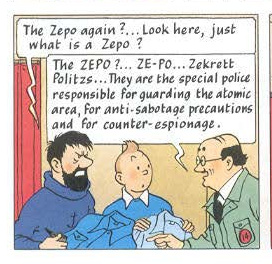 The Zepo again ?... Look here, just
what is a Zepo ?
The ZEPO ?... ZE-PO... Zekrett
Politzs... They are the special police
responsible for guarding the atomic
area, for anti-sabotage precautions
and for counter-espionage.
14